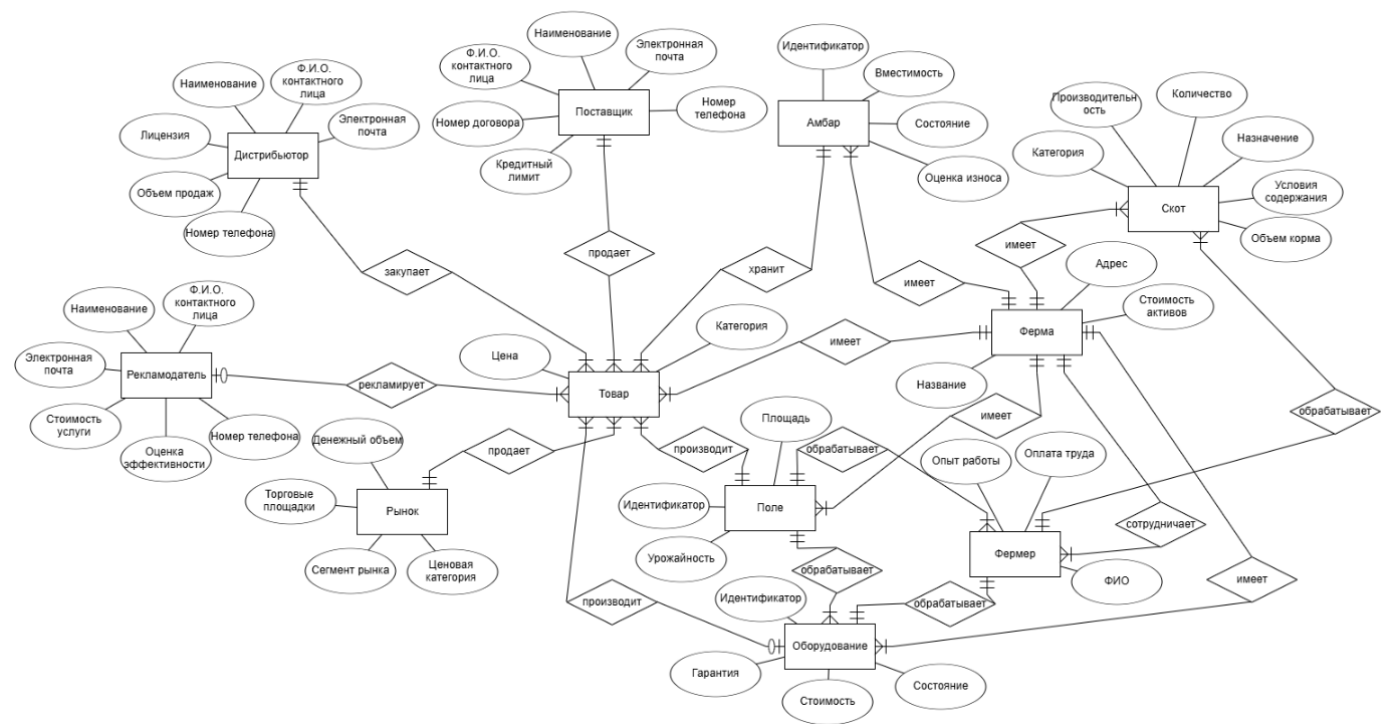 Дистрибьютор
Наименование
Ф.И.О.
контактного
лица
Электронная
почта
Лицензия
Объем продаж
Номер телефона
Поставщик
Ф.И.О.
контактного
лица
Наименование
Электронная
почта
Номер
телефона
Номер договора
Кредитный
лимит
Амбар
Идентификатор
Вместимость
Состояние
Оценка износа
Скот
Производительн
ость
Количество
Назначение
Категория
Условия
содержания
Объем корма
закупает
продает
хранит
имеет
имеет
Ферма
Адрес
Стоимость
активов
Название
Рекламодатель
Наименование
Ф.И.О.
контактного
лица
Электронная
почта
Стоимость
услуги
Оценка
эффективности
Номер телефона
рекламирует
Товар
Цена
Категория
имеет
имеет
обрабатывает
Рынок
Денежный объем
Торговые
площадки
Сегмент рынка
Ценовая
категория
продает
производит
Поле
Площадь
Идентификатор
Урожайность
обрабатывает
Фермер
Опыт работы
Оплата труда
ФИО
сотрудничает
имеет
производит
обрабатывает
обрабатывает
Оборудование
Идентификатор
Гарантия
Стоимость
Состояние